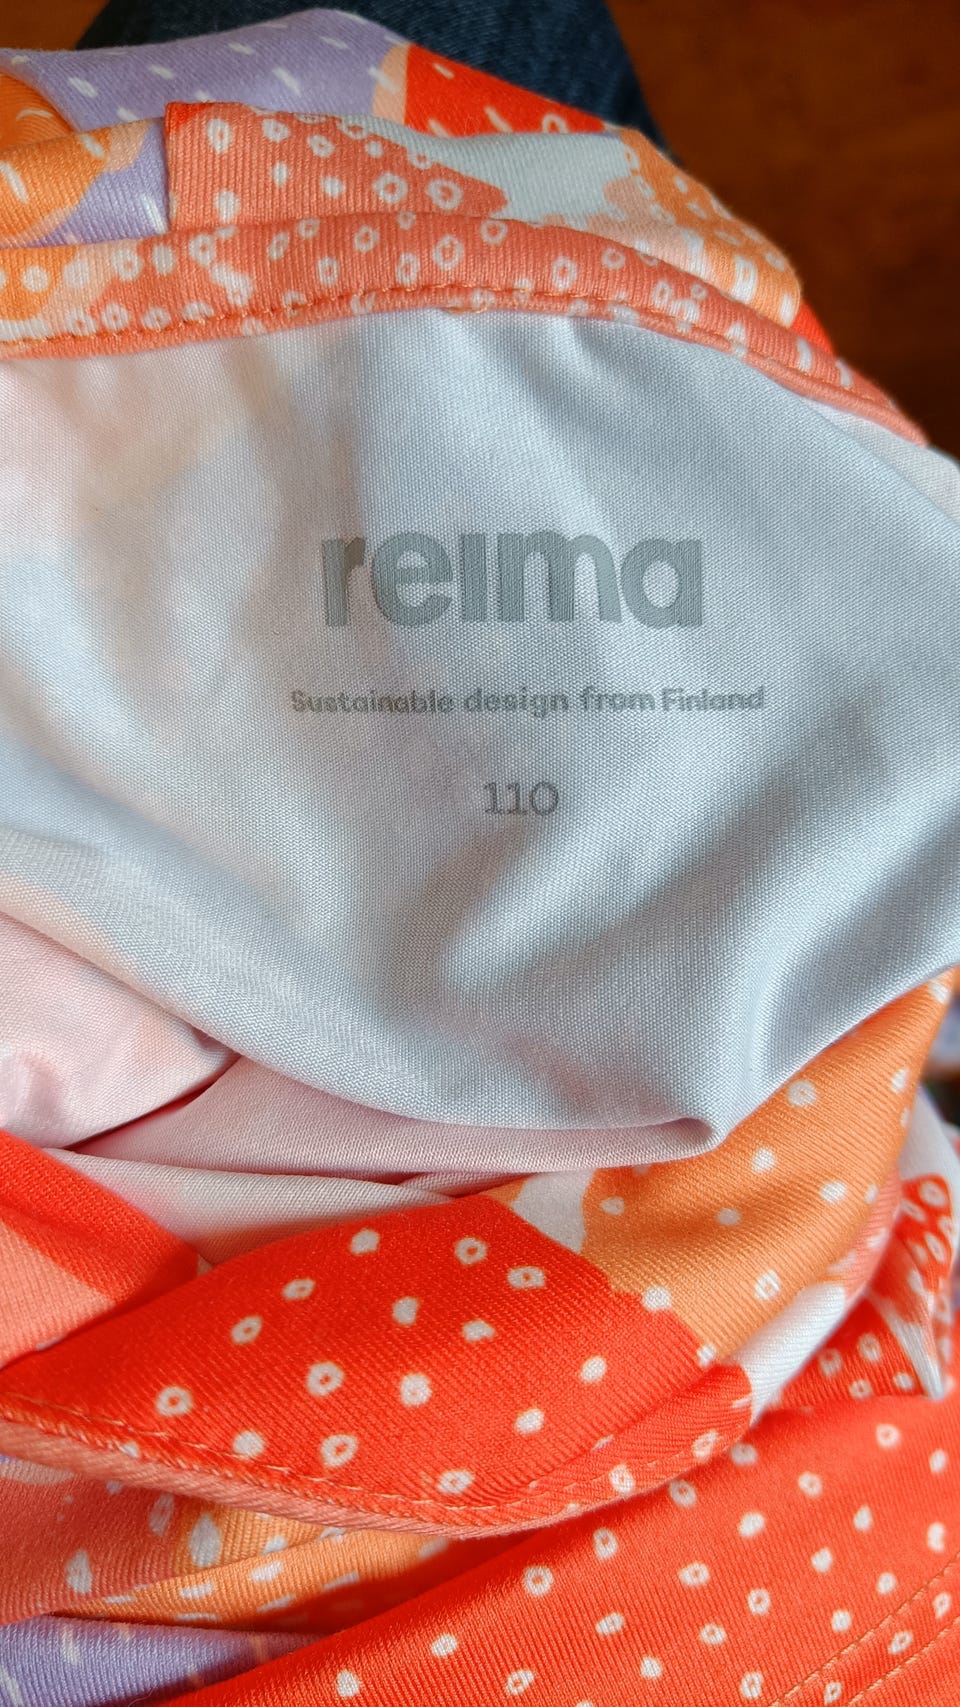 reima
Sustainable design from Finland
110